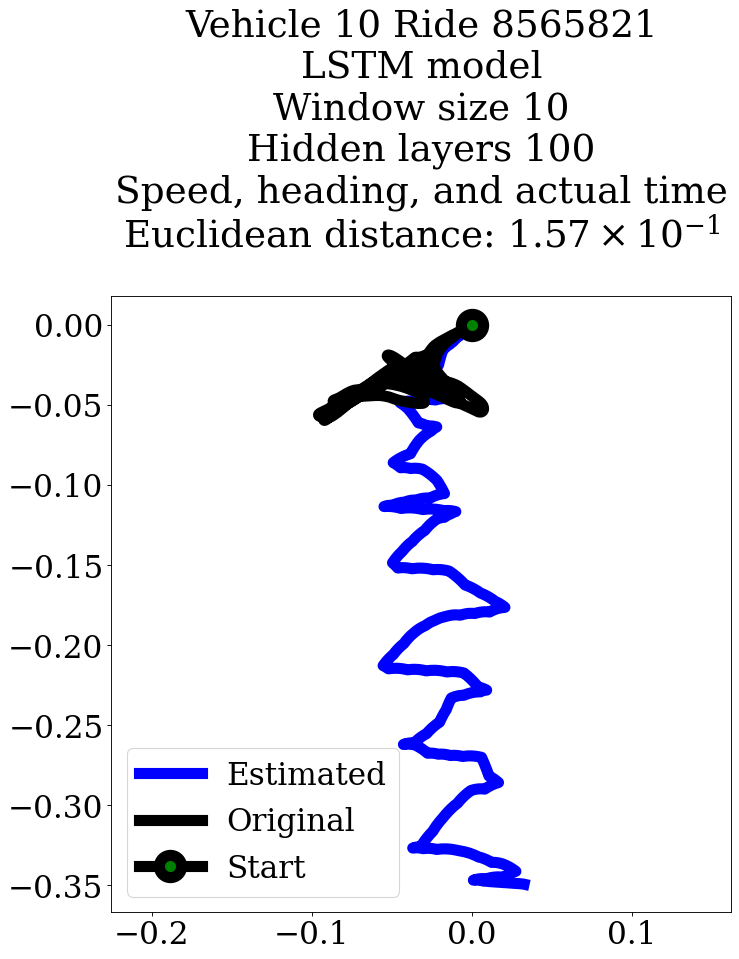 Vehicle 10 Ride 8565821
LSTM model
Window size 10
Hidden layers 100
Speed, heading, and actual time
Euclidean distance: 1.57 × 10⁻¹
0.00
−0.05
−0.10
−0.15
−0.20
−0.25
−0.30
−0.35
Estimated
Original
Start
−0.2 −0.1 0.0 0.1